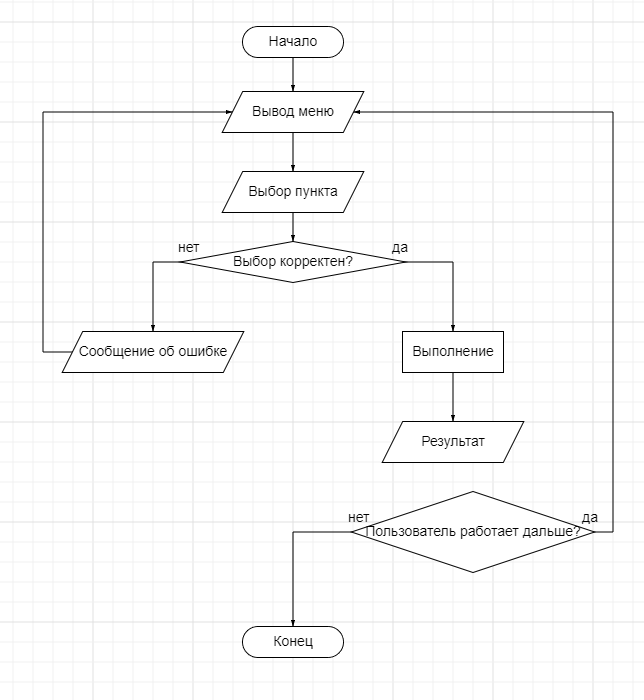 Начало
Вывод меню
Выбор пункта
нет
да
Выбор корректен?
Сообщение об ошибке
Выполнение
Результат
нет
да
Пользователь работает дальше?
Конец